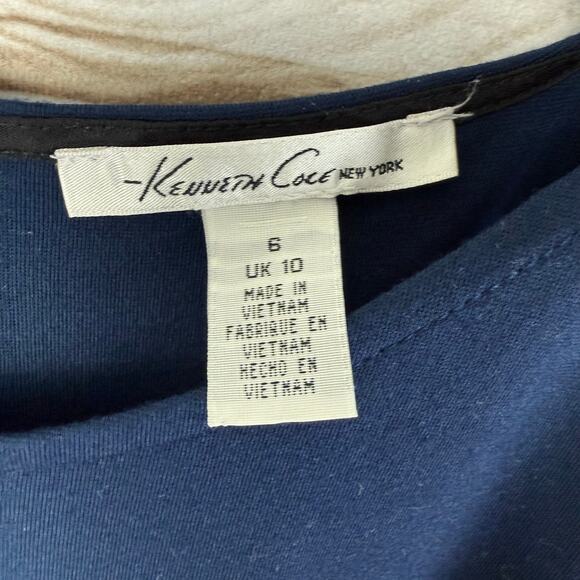 Kenneth Cole NEW YORK
6
UK 10
MADE IN
VIETNAM
FABRIQUE EN
VIETNAM
HECHO EN
VIETNAM